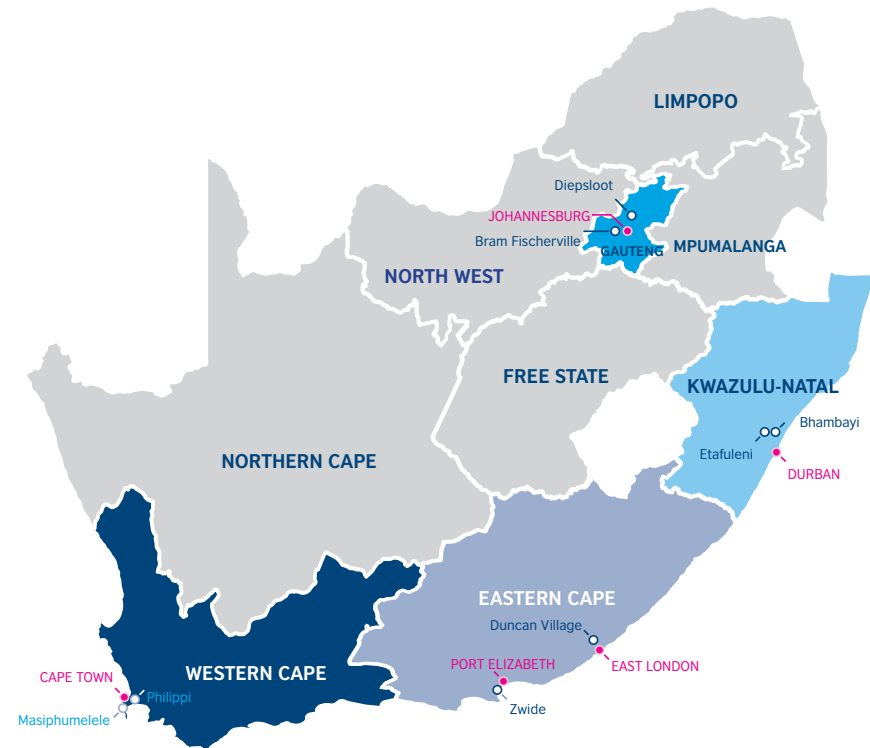 LIMPOPO
Diepsloot
JOHANNESBURG
Bram Fischerville
GAUTENG
MPUMALANGA
NORTH WEST
FREE STATE
KWAZULU-NATAL
Bhambayi
Etafuleni
DURBAN
NORTHERN CAPE
EASTERN CAPE
Duncan Village
EAST LONDON
PORT ELIZABETH
Zwide
WESTERN CAPE
CAPE TOWN
Philippi
Masiphumelele